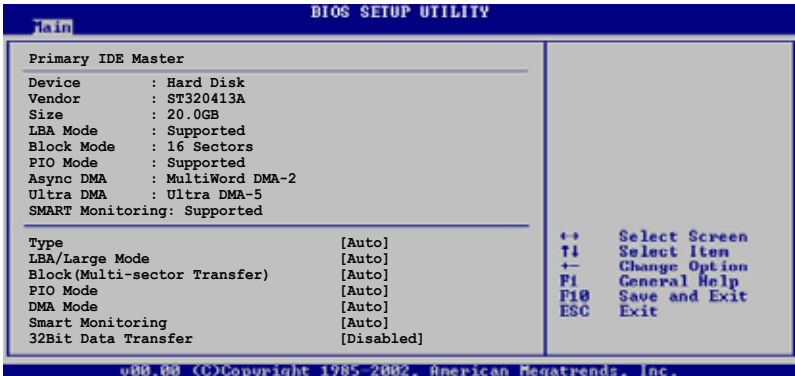 BIOS SETUP UTILITY
Main
Primary IDE Master
Device : Hard Disk
Vendor : ST320413A
Size : 20.0GB
LBA Mode : Supported
Block Mode : 16 Sectors
PIO Mode : Supported
Async DMA : MultiWord DMA-2
Ultra DMA : Ultra DMA-5
SMART Monitoring: Supported
Type [Auto]
LBA/Large Mode [Auto]
Block(Multi-sector Transfer) [Auto]
PIO Mode [Auto]
DMA Mode [Auto]
Smart Monitoring [Auto]
32Bit Data Transfer [Disabled]
←→ Select Screen
↑↓ Select Item
+- Change Option
F1 General Help
F10 Save and Exit
ESC Exit
v00.00 (C)Copyright 1985-2002, American Megatrends, Inc.